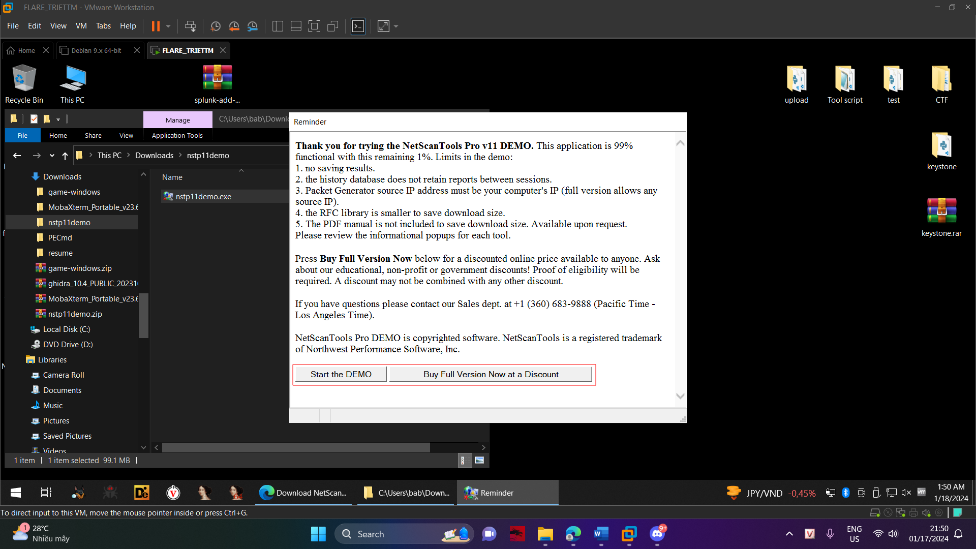 FLARE_TRIETTM - VMware Workstation
File Edit View VM Tabs Help
Home
Debian 9.x 64-bit
FLARE_TRIETTM
Recycle Bin
This PC
splunk-add-...
upload
Tool script
test
CTF
keystone
keystone.rar
Manage
C:\Users\bab\Downlo
File Home Share View Application Tools
This PC > Downloads > nstp11demo
Downloads
game-windows
MobaXterm_Portable_v23.6
nstp11demo
PECmd
resume
game-windows.zip
ghidra_10.4_PUBLIC_202310
MobaXterm_Portable_v23.6
nstp11demo.zip
Local Disk (C:)
DVD Drive (D:)
Libraries
Camera Roll
Documents
Music
Pictures
Saved Pictures
Videos
Name
nstp11demo.exe
1 item 1 item selected 99.1 MB
Reminder
Thank you for trying the NetScanTools Pro v11 DEMO. This application is 99%
functional with this remaining 1%. Limits in the demo:
1. no saving results.
2. the history database does not retain reports between sessions.
3. Packet Generator source IP address must be your computer's IP (full version allows any
source IP).
4. the RFC library is smaller to save download size.
5. The PDF manual is not included to save download size. Available upon request.
Please review the informational popups for each tool.
Press Buy Full Version Now below for a discounted online price available to anyone. Ask
about our educational, non-profit or government discounts! Proof of eligibility will be
required. A discount may not be combined with any other discount.
If you have questions please contact our Sales dept. at +1 (360) 683-9888 (Pacific Time -
Los Angeles Time).
NetScanTools Pro DEMO is copyrighted software. NetScanTools is a registered trademark
of Northwest Performance Software, Inc.
Start the DEMO
Buy Full Version Now at a Discount
Download NetScan...
C:\Users\bab\Down...
Reminder
JPY/VND -0,45%
1:50 AM
1/18/2024
To direct input to this VM, move the mouse pointer inside or press Ctrl+G.
28°C
Nhiều mây
Search
ENG
US
21:50
01/17/2024